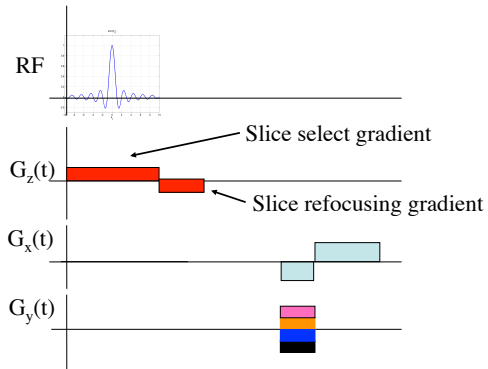 RF
Slice select gradient
Gz(t)
Slice refocusing gradient
Gx(t)
Gy(t)